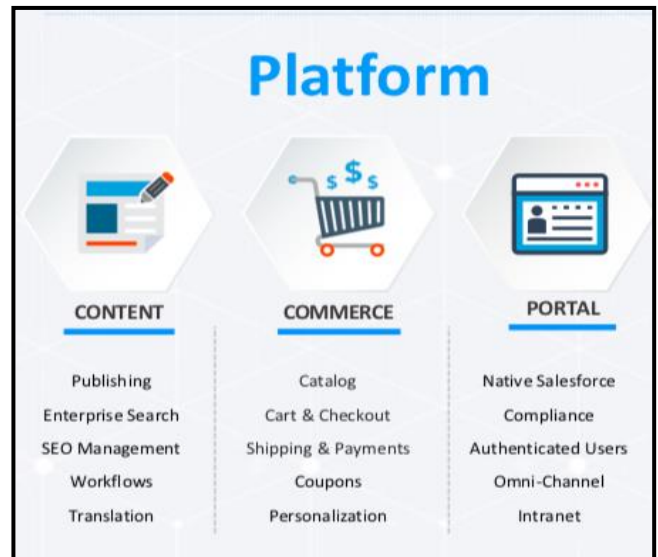 Platform
$ $ $
CONTENT
Publishing
Enterprise Search
SEO Management
Workflows
Translation
COMMERCE
Catalog
Cart & Checkout
Shipping & Payments
Coupons
Personalization
PORTAL
Native Salesforce
Compliance
Authenticated Users
Omni-Channel
Intranet